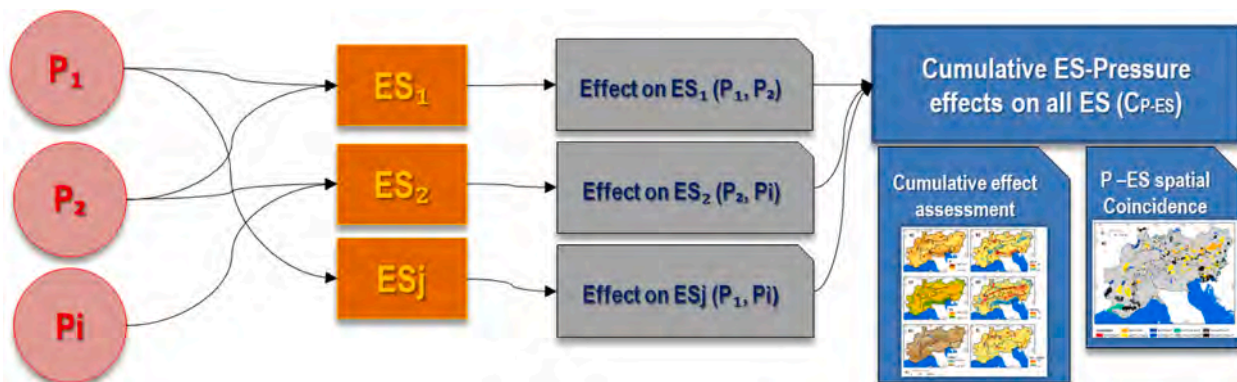 P₁
P₂
Pi
ES₁
ES₂
ESj
Effect on ES₁ (P₁, P₂)
Effect on ES₂ (P₂, Pi)
Effect on ESj (P₁, Pi)
Cumulative ES-Pressure
effects on all ES (CP-ES)
Cumulative effect
assessment
P –ES spatial
Coincidence